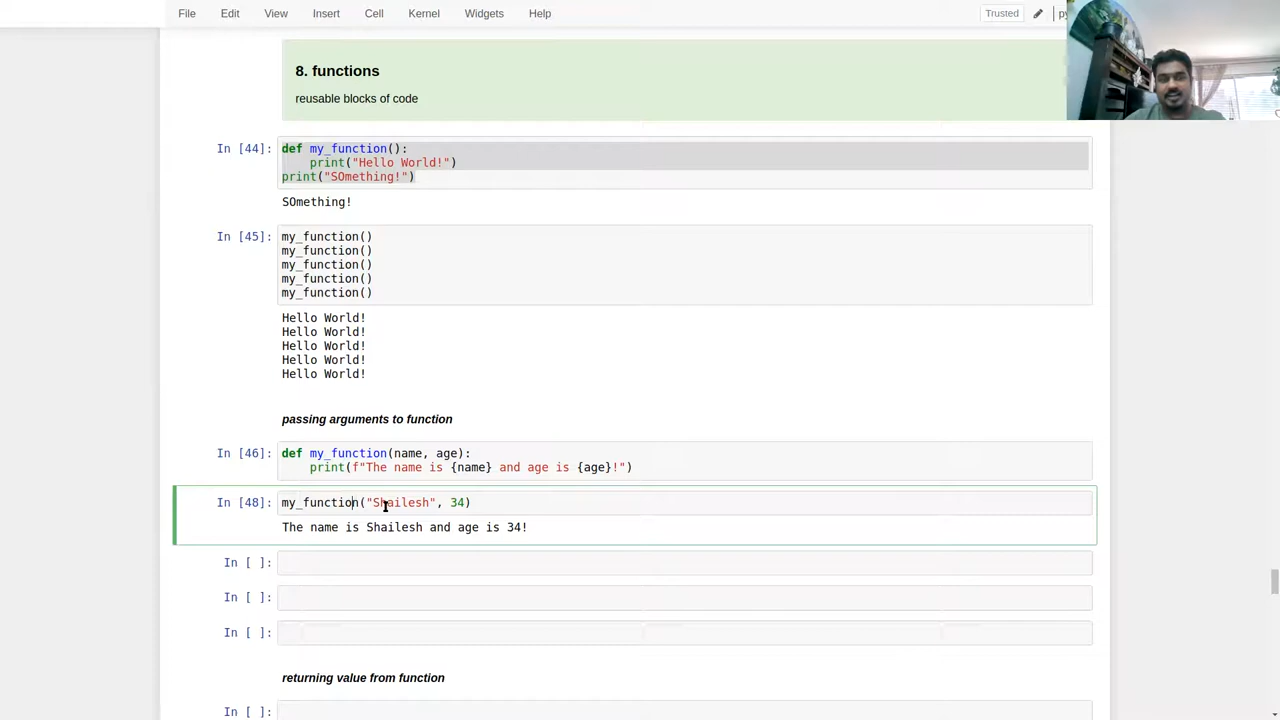 File Edit View Insert Cell Kernel Widgets Help Trusted
8. functions
reusable blocks of code
In [44]: def my_function():
print("Hello World!")
print("SOmething!")
SOmething!
In [45]: my_function()
my_function()
my_function()
my_function()
my_function()
Hello World!
Hello World!
Hello World!
Hello World!
Hello World!
passing arguments to function
In [46]: def my_function(name, age):
print(f"The name is {name} and age is {age}!")
In [48]: my_function("Shailesh", 34)
The name is Shailesh and age is 34!
In [ ]:
In [ ]:
In [ ]:
returning value from function
In [ ]: